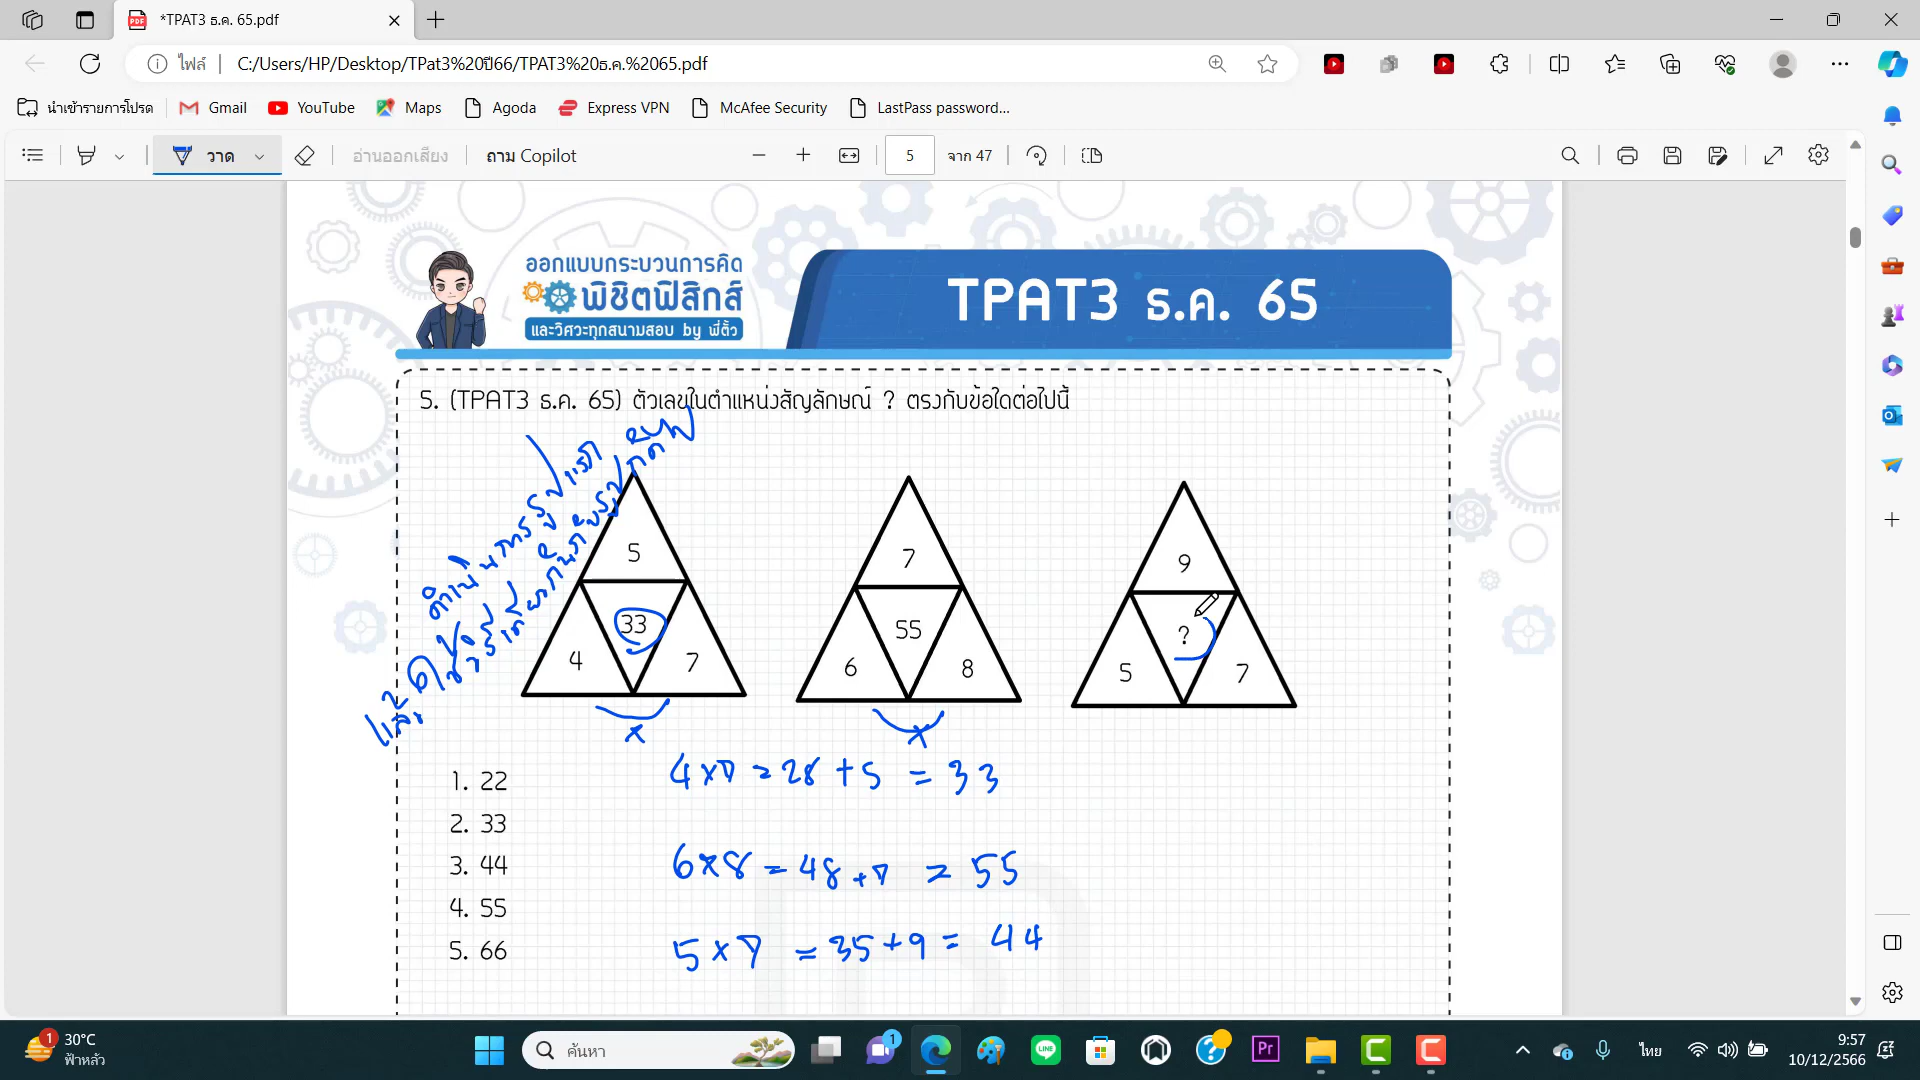 *TPAT3 ธ.ค. 65.pdf
ไฟล์ C:/Users/HP/Desktop/TPat3%20ปี66/TPAT3%20ธ.ค.%2065.pdf
นำเข้ารายการโปรด Gmail YouTube Maps Agoda Express VPN McAfee Security LastPass password...
วาด อ่านออกเสียง ถาม Copilot 5 จาก 47
ออกแบบกระบวนการคิด
พิชิตฟิสิกส์
และวิศวะทุกสนามสอบ by พี่ตั้ว
TPAT3 ธ.ค. 65
5. (TPAT3 ธ.ค. 65) ตัวเลขในตำแหน่งสัญลักษณ์ ? ตรงกับข้อใดต่อไปนี้
5 7 9
33 55 ?
4 7 6 8 5 7
x x
4×7 = 28 + 5 = 33
6×8 = 48 + 7 = 55
5×7 = 35 + 9 = 44
1. 22
2. 33
3. 44
4. 55
5. 66
1 30°C
ฟ้าหลัว
ค้นหา
1
Pr
ไทย
9:57
10/12/2566